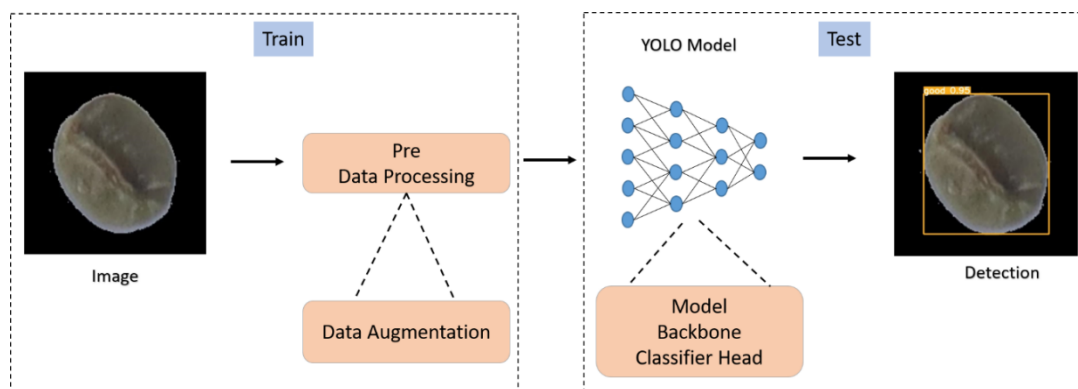 Train
Image
Pre
Data Processing
Data Augmentation
YOLO Model
Test
Model
Backbone
Classifier Head
good 0.95
Detection